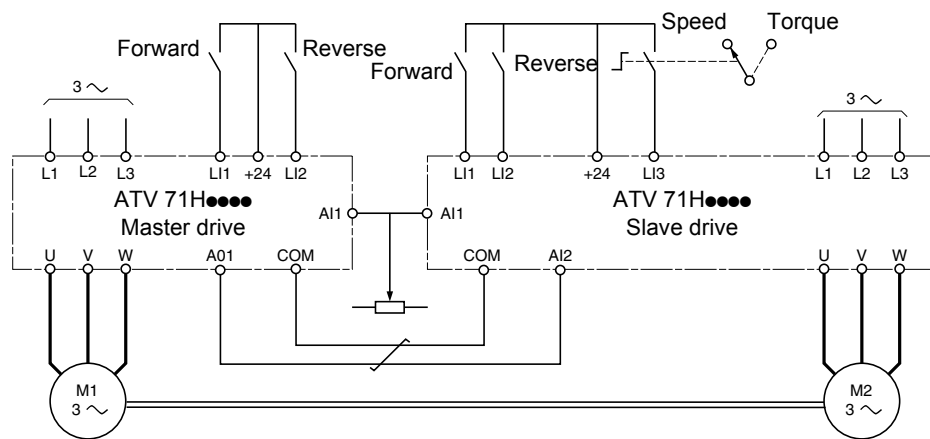 Speed Torque
Forward Reverse Forward Reverse
3 ~ 3 ~
L1 L2 L3 LI1 +24 LI2 LI1 LI2 +24 LI3 L1 L2 L3
ATV 71H●●●● ATV 71H●●●●
AI1 AI1
Master drive Slave drive
U V W A01 COM COM AI2 U V W
M1 M2
3 ~ 3 ~